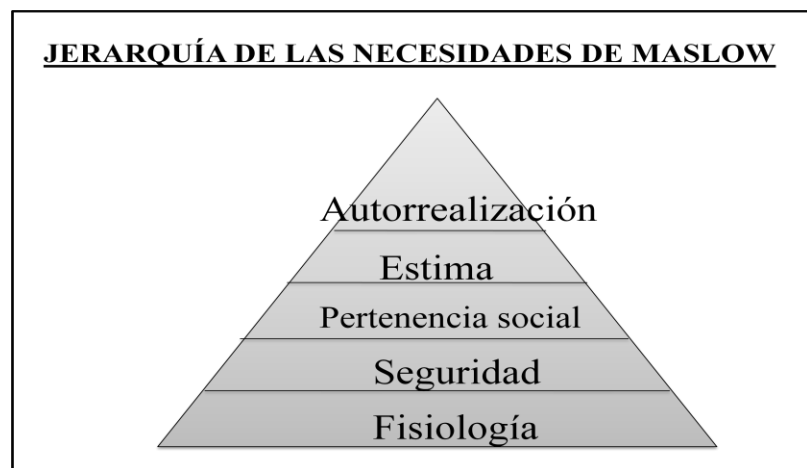 JERARQUÍA DE LAS NECESIDADES DE MASLOW
Autorrealización
Estima
Pertenencia social
Seguridad
Fisiología